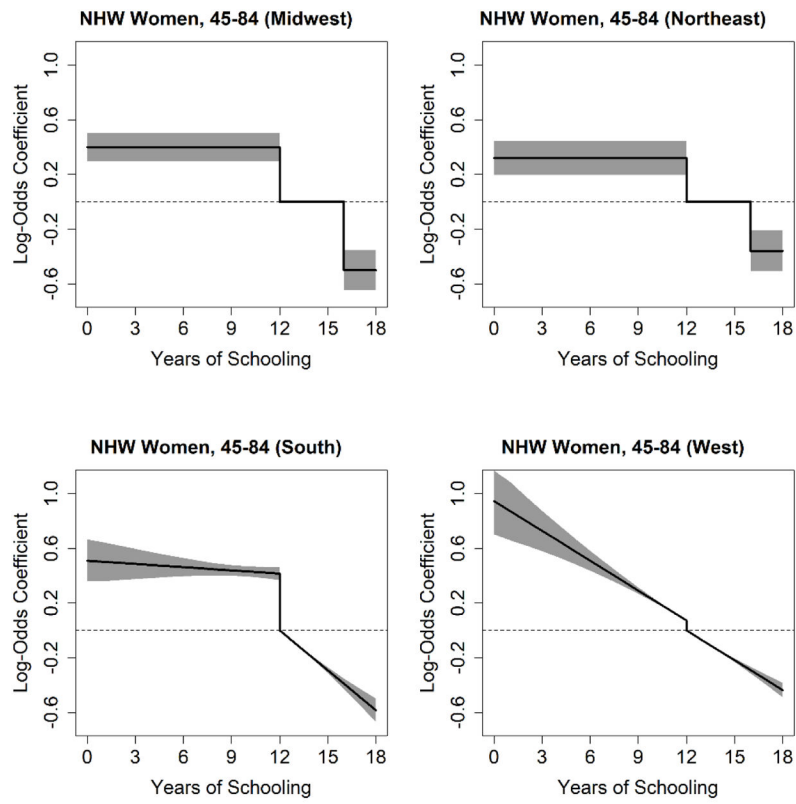 NHW Women, 45-84 (Midwest)
Log-Odds Coefficient
1.0
0.6
0.2
-0.2
-0.6
0 3 6 9 12 15 18
Years of Schooling
NHW Women, 45-84 (Northeast)
Log-Odds Coefficient
1.0
0.6
0.2
-0.2
-0.6
0 3 6 9 12 15 18
Years of Schooling
NHW Women, 45-84 (South)
Log-Odds Coefficient
1.0
0.6
0.2
-0.2
-0.6
0 3 6 9 12 15 18
Years of Schooling
NHW Women, 45-84 (West)
Log-Odds Coefficient
1.0
0.6
0.2
-0.2
-0.6
0 3 6 9 12 15 18
Years of Schooling